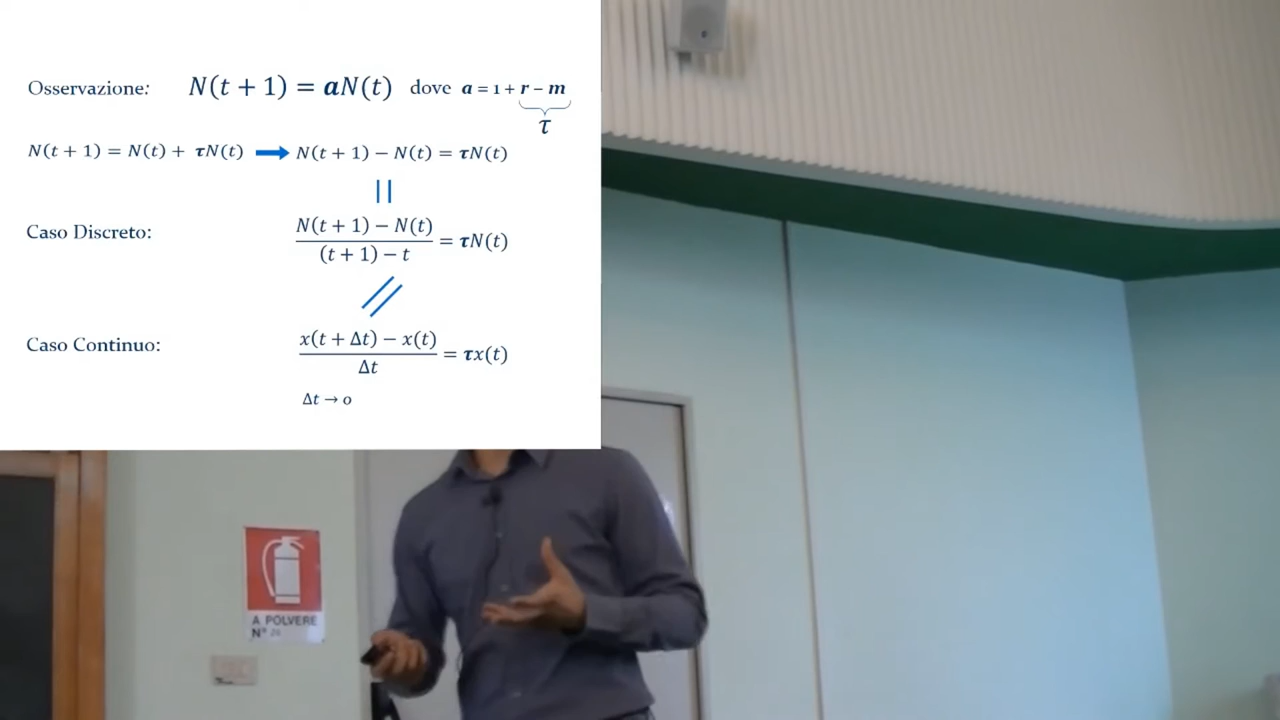 Osservazione: N(t + 1) = aN(t) dove a = 1 + r − m
τ
N(t + 1) = N(t) + τN(t) → N(t + 1) − N(t) = τN(t)
||
Caso Discreto: N(t + 1) − N(t) / (t + 1) − t = τN(t)
//
Caso Continuo: x(t + Δt) − x(t) / Δt = τx(t)
Δt → 0
A POLVERE
N° 26